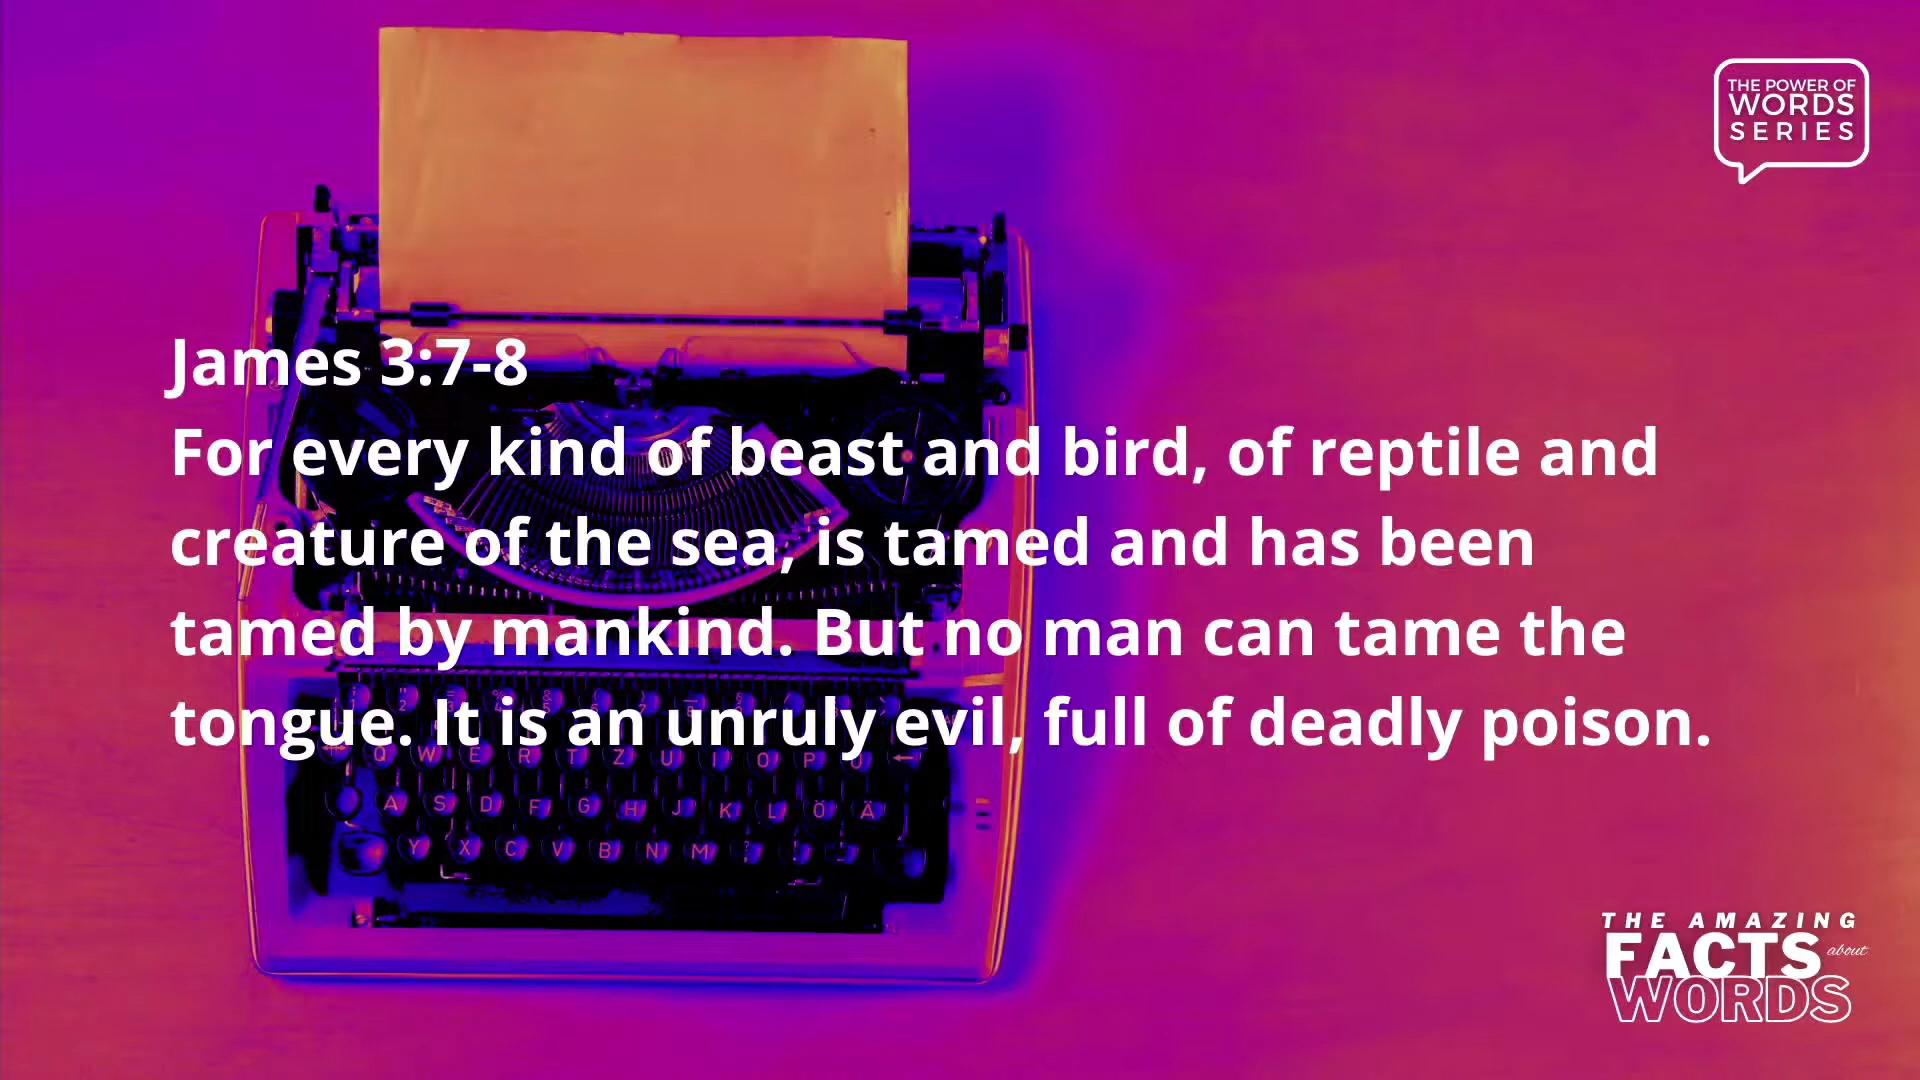 THE POWER OF
WORDS
SERIES
James 3:7-8
For every kind of beast and bird, of reptile and
creature of the sea, is tamed and has been
tamed by mankind. But no man can tame the
tongue. It is an unruly evil, full of deadly poison.
Q W E R T Z U I O P Ü
A S D F G H J K L Ö Ä
Y X C V B N M
THE AMAZING
FACTS about
WORDS